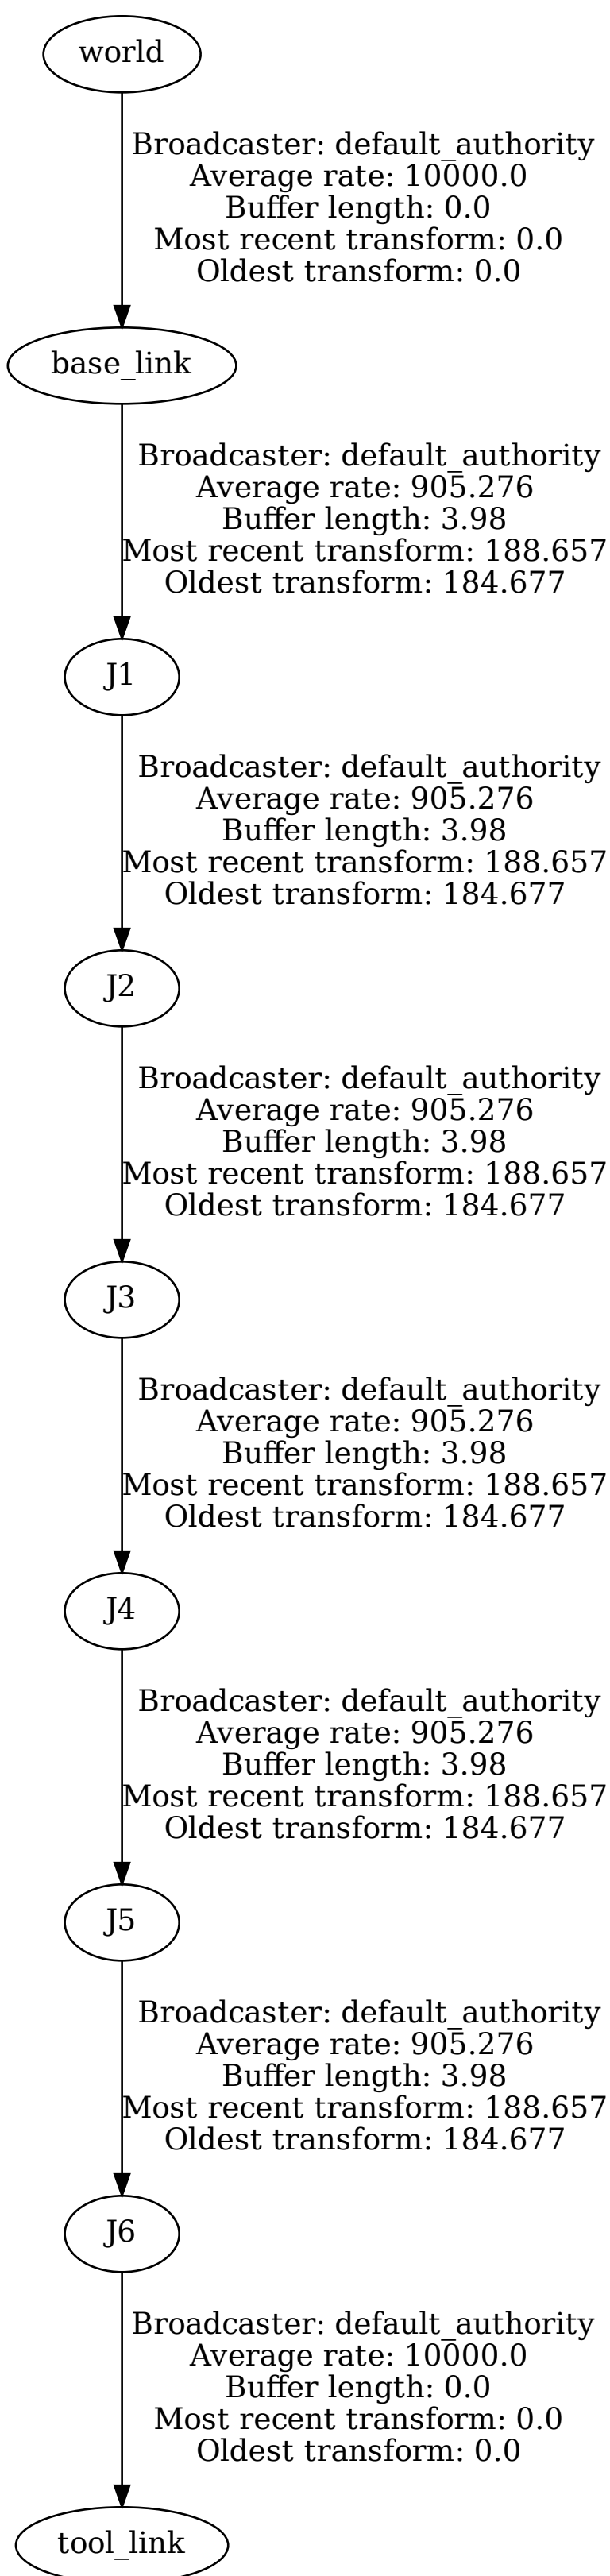 world
Broadcaster: default_authority
Average rate: 10000.0
Buffer length: 0.0
Most recent transform: 0.0
Oldest transform: 0.0
base_link
Broadcaster: default_authority
Average rate: 905.276
Buffer length: 3.98
Most recent transform: 188.657
Oldest transform: 184.677
J1
Broadcaster: default_authority
Average rate: 905.276
Buffer length: 3.98
Most recent transform: 188.657
Oldest transform: 184.677
J2
Broadcaster: default_authority
Average rate: 905.276
Buffer length: 3.98
Most recent transform: 188.657
Oldest transform: 184.677
J3
Broadcaster: default_authority
Average rate: 905.276
Buffer length: 3.98
Most recent transform: 188.657
Oldest transform: 184.677
J4
Broadcaster: default_authority
Average rate: 905.276
Buffer length: 3.98
Most recent transform: 188.657
Oldest transform: 184.677
J5
Broadcaster: default_authority
Average rate: 905.276
Buffer length: 3.98
Most recent transform: 188.657
Oldest transform: 184.677
J6
Broadcaster: default_authority
Average rate: 10000.0
Buffer length: 0.0
Most recent transform: 0.0
Oldest transform: 0.0
tool_link